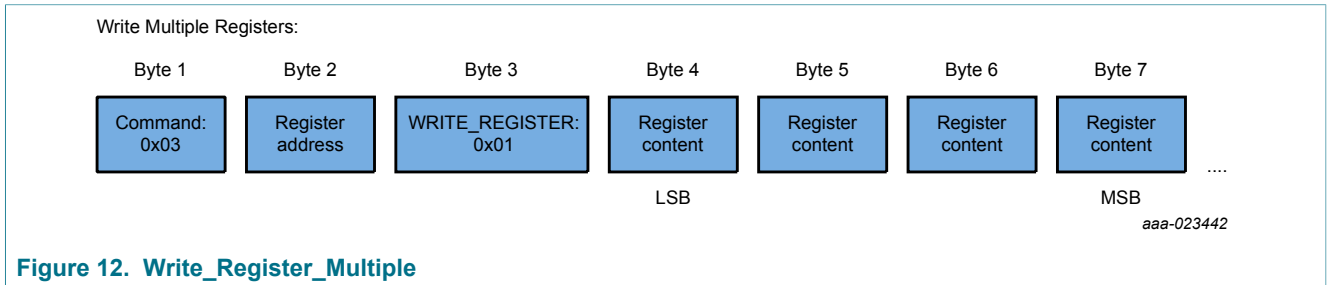 Write Multiple Registers:
Byte 1 Byte 2 Byte 3 Byte 4 Byte 5 Byte 6 Byte 7
Command: Register WRITE_REGISTER: Register Register Register Register
0x03 address 0x01 content content content content
....
LSB MSB
aaa-023442
Figure 12. Write_Register_Multiple